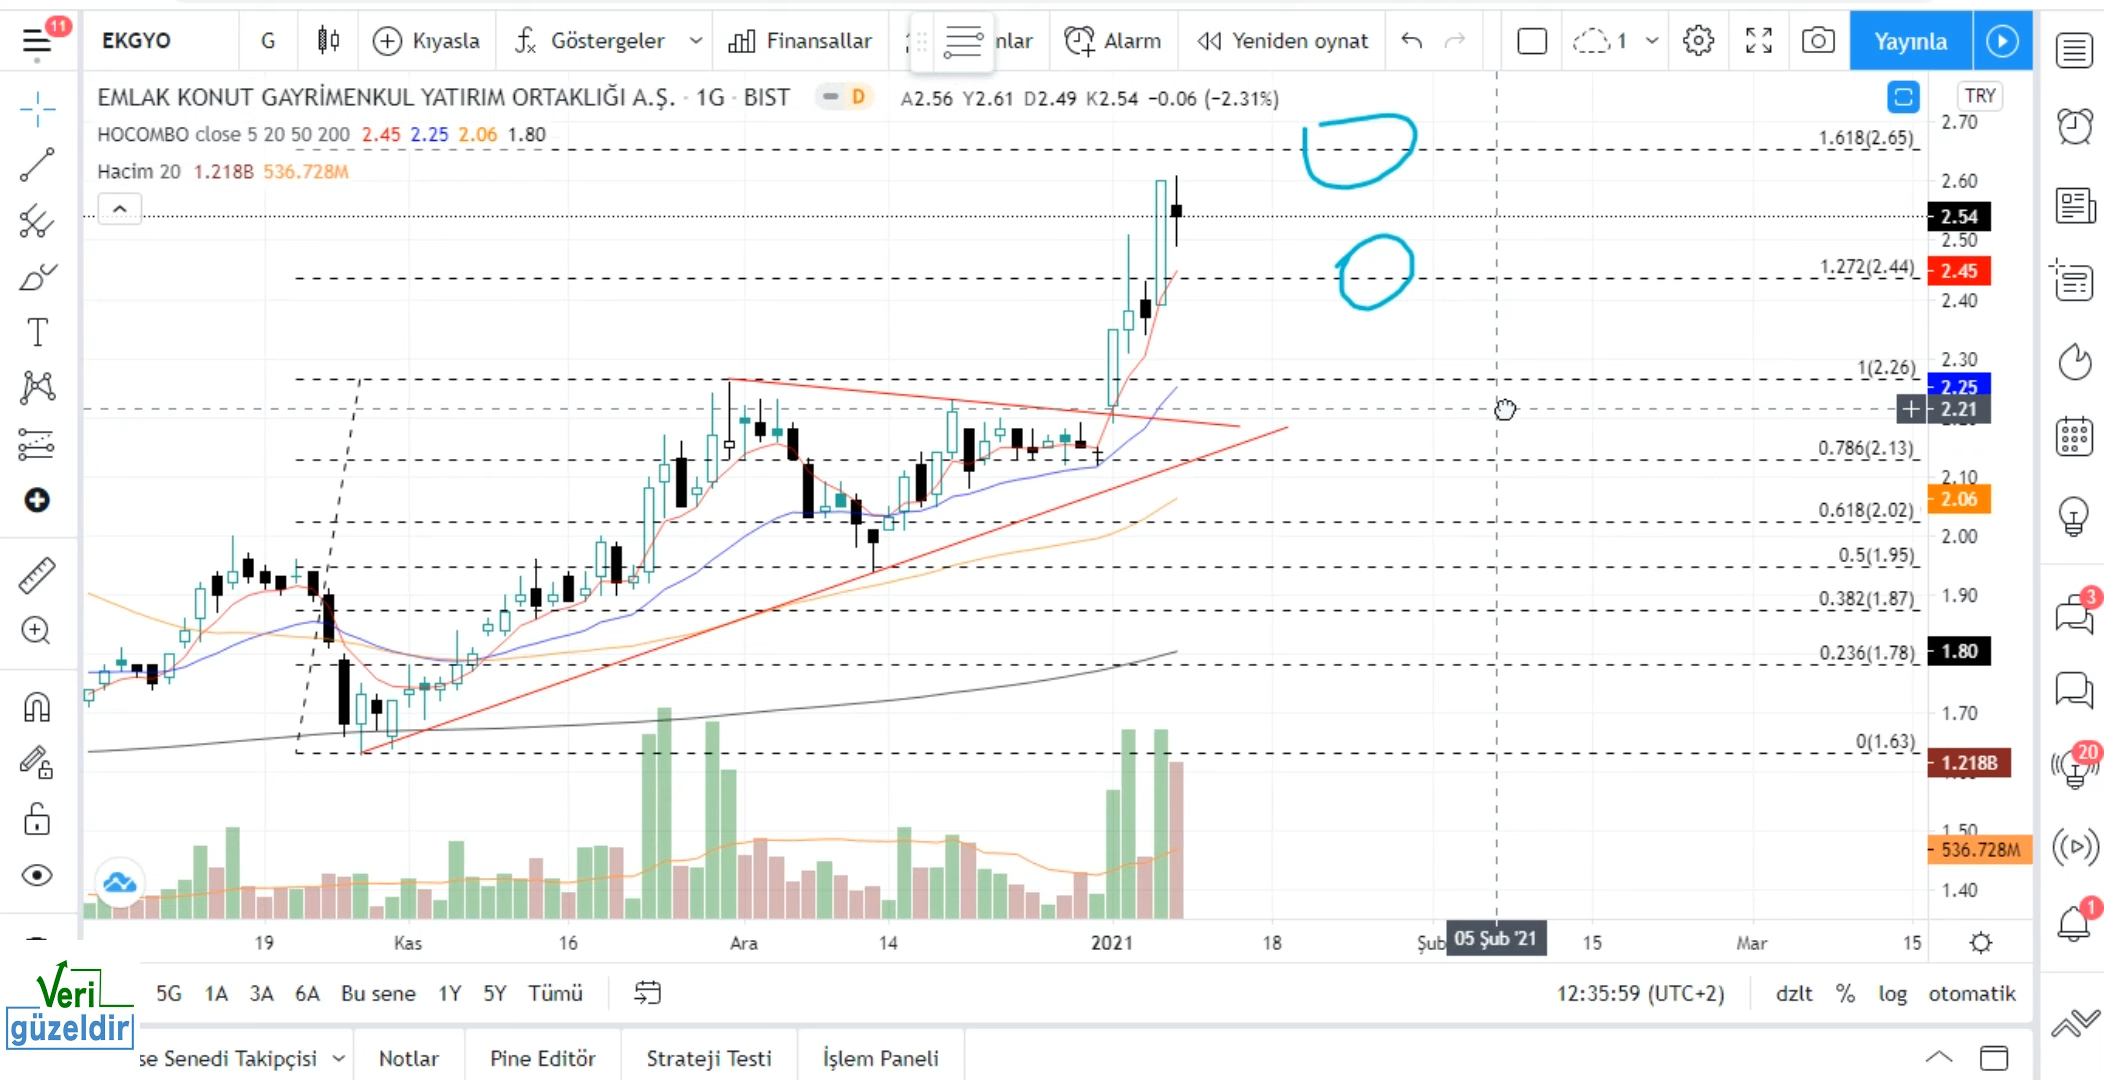 11
EKGYO
G
Kıyasla
Göstergeler
Finansallar
nlar
Alarm
Yeniden oynat
1
Yayınla
EMLAK KONUT GAYRİMENKUL YATIRIM ORTAKLIĞI A.Ş. · 1G · BIST
D
A2.56 Y2.61 D2.49 K2.54 −0.06 (−2.31%)
TRY
HOCOMBO close 5 20 50 200 2.45 2.25 2.06 1.80
Hacim 20 1.218B 536.728M
2.70
1.618(2.65)
2.60
2.54
2.50
1.272(2.44)
2.45
2.40
2.30
1(2.26)
2.25
2.21
0.786(2.13)
2.10
2.06
0.618(2.02)
2.00
0.5(1.95)
1.90
0.382(1.87)
0.236(1.78)
1.80
1.70
0(1.63)
1.218B
1.50
536.728M
1.40
3
20
1
19
Kas
16
Ara
14
2021
18
Şub
05 Şub '21
15
Mar
15
Veri
güzeldir
5G 1A 3A 6A Bu sene 1Y 5Y Tümü
12:35:59 (UTC+2)
dzlt % log otomatik
se Senedi Takipçisi
Notlar
Pine Editör
Strateji Testi
İşlem Paneli